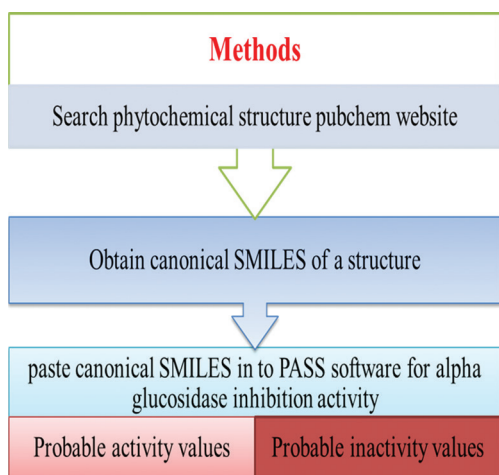 Methods
Search phytochemical structure pubchem website
Obtain canonical SMILES of a structure
paste canonical SMILES in to PASS software for alpha
glucosidase inhibition activity
Probable activity values
Probable inactivity values